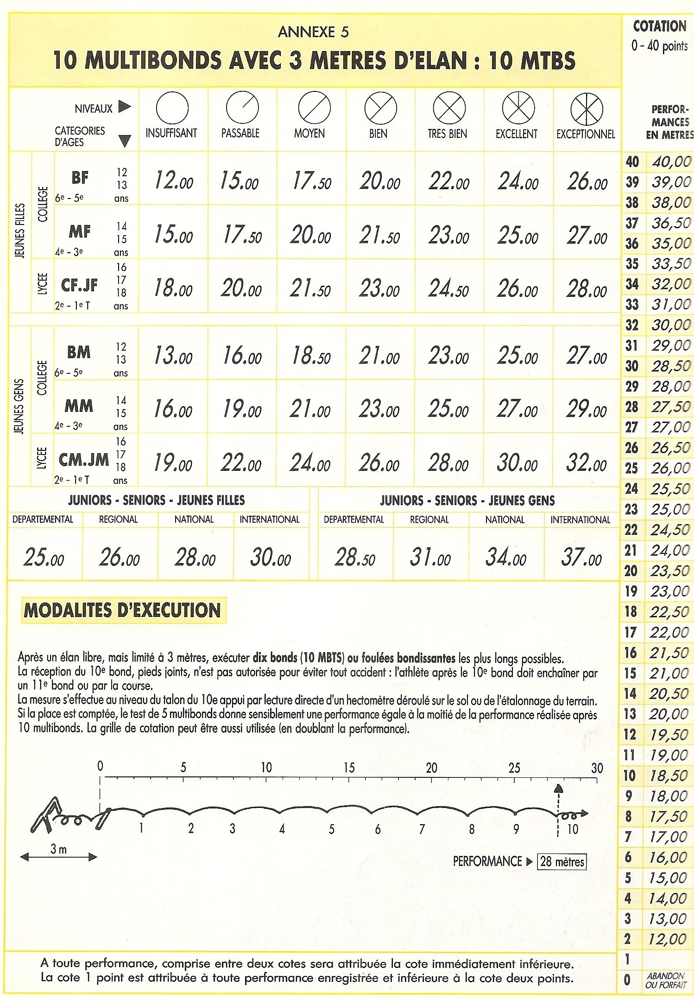 ANNEXE 5
10 MULTIBONDS AVEC 3 METRES D'ELAN : 10 MTBS
NIVEAUX
CATEGORIES
D'AGES
INSUFFISANT PASSABLE MOYEN BIEN TRES BIEN EXCELLENT EXCEPTIONNEL
JEUNES FILLES
COLLEGE
BF 6e - 5e 12 13 ans 12.00 15.00 17.50 20.00 22.00 24.00 26.00
MF 4e - 3e 14 15 ans 15.00 17.50 20.00 21.50 23.00 25.00 27.00
LYCEE
CF.JF 2e - 1e T 16 17 18 ans 18.00 20.00 21.50 23.00 24.50 26.00 28.00
JEUNES GENS
COLLEGE
BM 6e - 5e 12 13 ans 13.00 16.00 18.50 21.00 23.00 25.00 27.00
MM 4e - 3e 14 15 ans 16.00 19.00 21.00 23.00 25.00 27.00 29.00
LYCEE
CM.JM 2e - 1e T 16 17 18 ans 19.00 22.00 24.00 26.00 28.00 30.00 32.00
JUNIORS - SENIORS - JEUNES FILLES
DEPARTEMENTAL REGIONAL NATIONAL INTERNATIONAL
25.00 26.00 28.00 30.00
JUNIORS - SENIORS - JEUNES GENS
DEPARTEMENTAL REGIONAL NATIONAL INTERNATIONAL
28.50 31.00 34.00 37.00
MODALITES D'EXECUTION
Après un élan libre, mais limité à 3 mètres, exécuter dix bonds (10 MBTS) ou foulées bondissantes les plus longs possibles.
La réception du 10e bond, pieds joints, n'est pas autorisée pour éviter tout accident : l'athlète après le 10e bond doit enchaîner par
un 11e bond ou par la course.
La mesure s'effectue au niveau du talon du 10e appui par lecture directe d'un hectomètre déroulé sur le sol ou de l'étalonnage du terrain.
Si la place est comptée, le test de 5 multibonds donne sensiblement une performance égale à la moitié de la performance réalisée après
10 multibonds. La grille de cotation peut être aussi utilisée (en doublant la performance).
0 5 10 15 20 25 30
1 2 3 4 5 6 7 8 9 10
3 m
PERFORMANCE 28 mètres
A toute performance, comprise entre deux cotes sera attribuée la cote immédiatement inférieure.
La cote 1 point est attribuée à toute performance enregistrée et inférieure à la cote deux points.
COTATION
0 - 40 points
PERFOR-
MANCES
EN METRES
40 40,00
39 39,00
38 38,00
37 36,50
36 35,00
35 33,50
34 32,00
33 31,00
32 30,00
31 29,00
30 28,50
29 28,00
28 27,50
27 27,00
26 26,50
25 26,00
24 25,50
23 25,00
22 24,50
21 24,00
20 23,50
19 23,00
18 22,50
17 22,00
16 21,50
15 21,00
14 20,50
13 20,00
12 19,50
11 19,00
10 18,50
9 18,00
8 17,50
7 17,00
6 16,00
5 15,00
4 14,00
3 13,00
2 12,00
1
0 ABANDON
OU FORFAIT